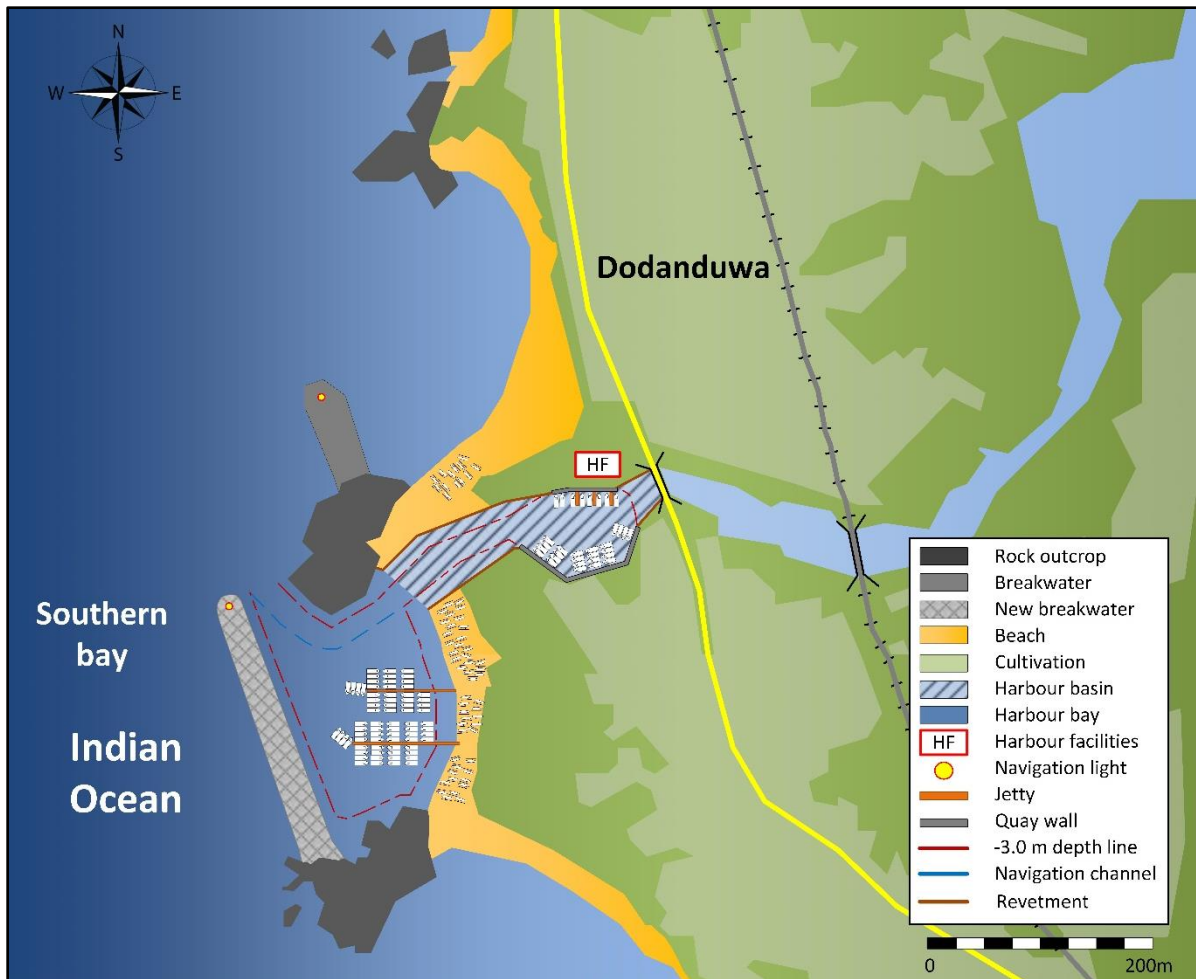 N
W
E
S
Dodanduwa
HF
Southern
bay
Indian
Ocean
Rock outcrop
Breakwater
New breakwater
Beach
Cultivation
Harbour basin
Harbour bay
HF Harbour facilities
Navigation light
Jetty
Quay wall
-3.0 m depth line
Navigation channel
Revetment
0 200m